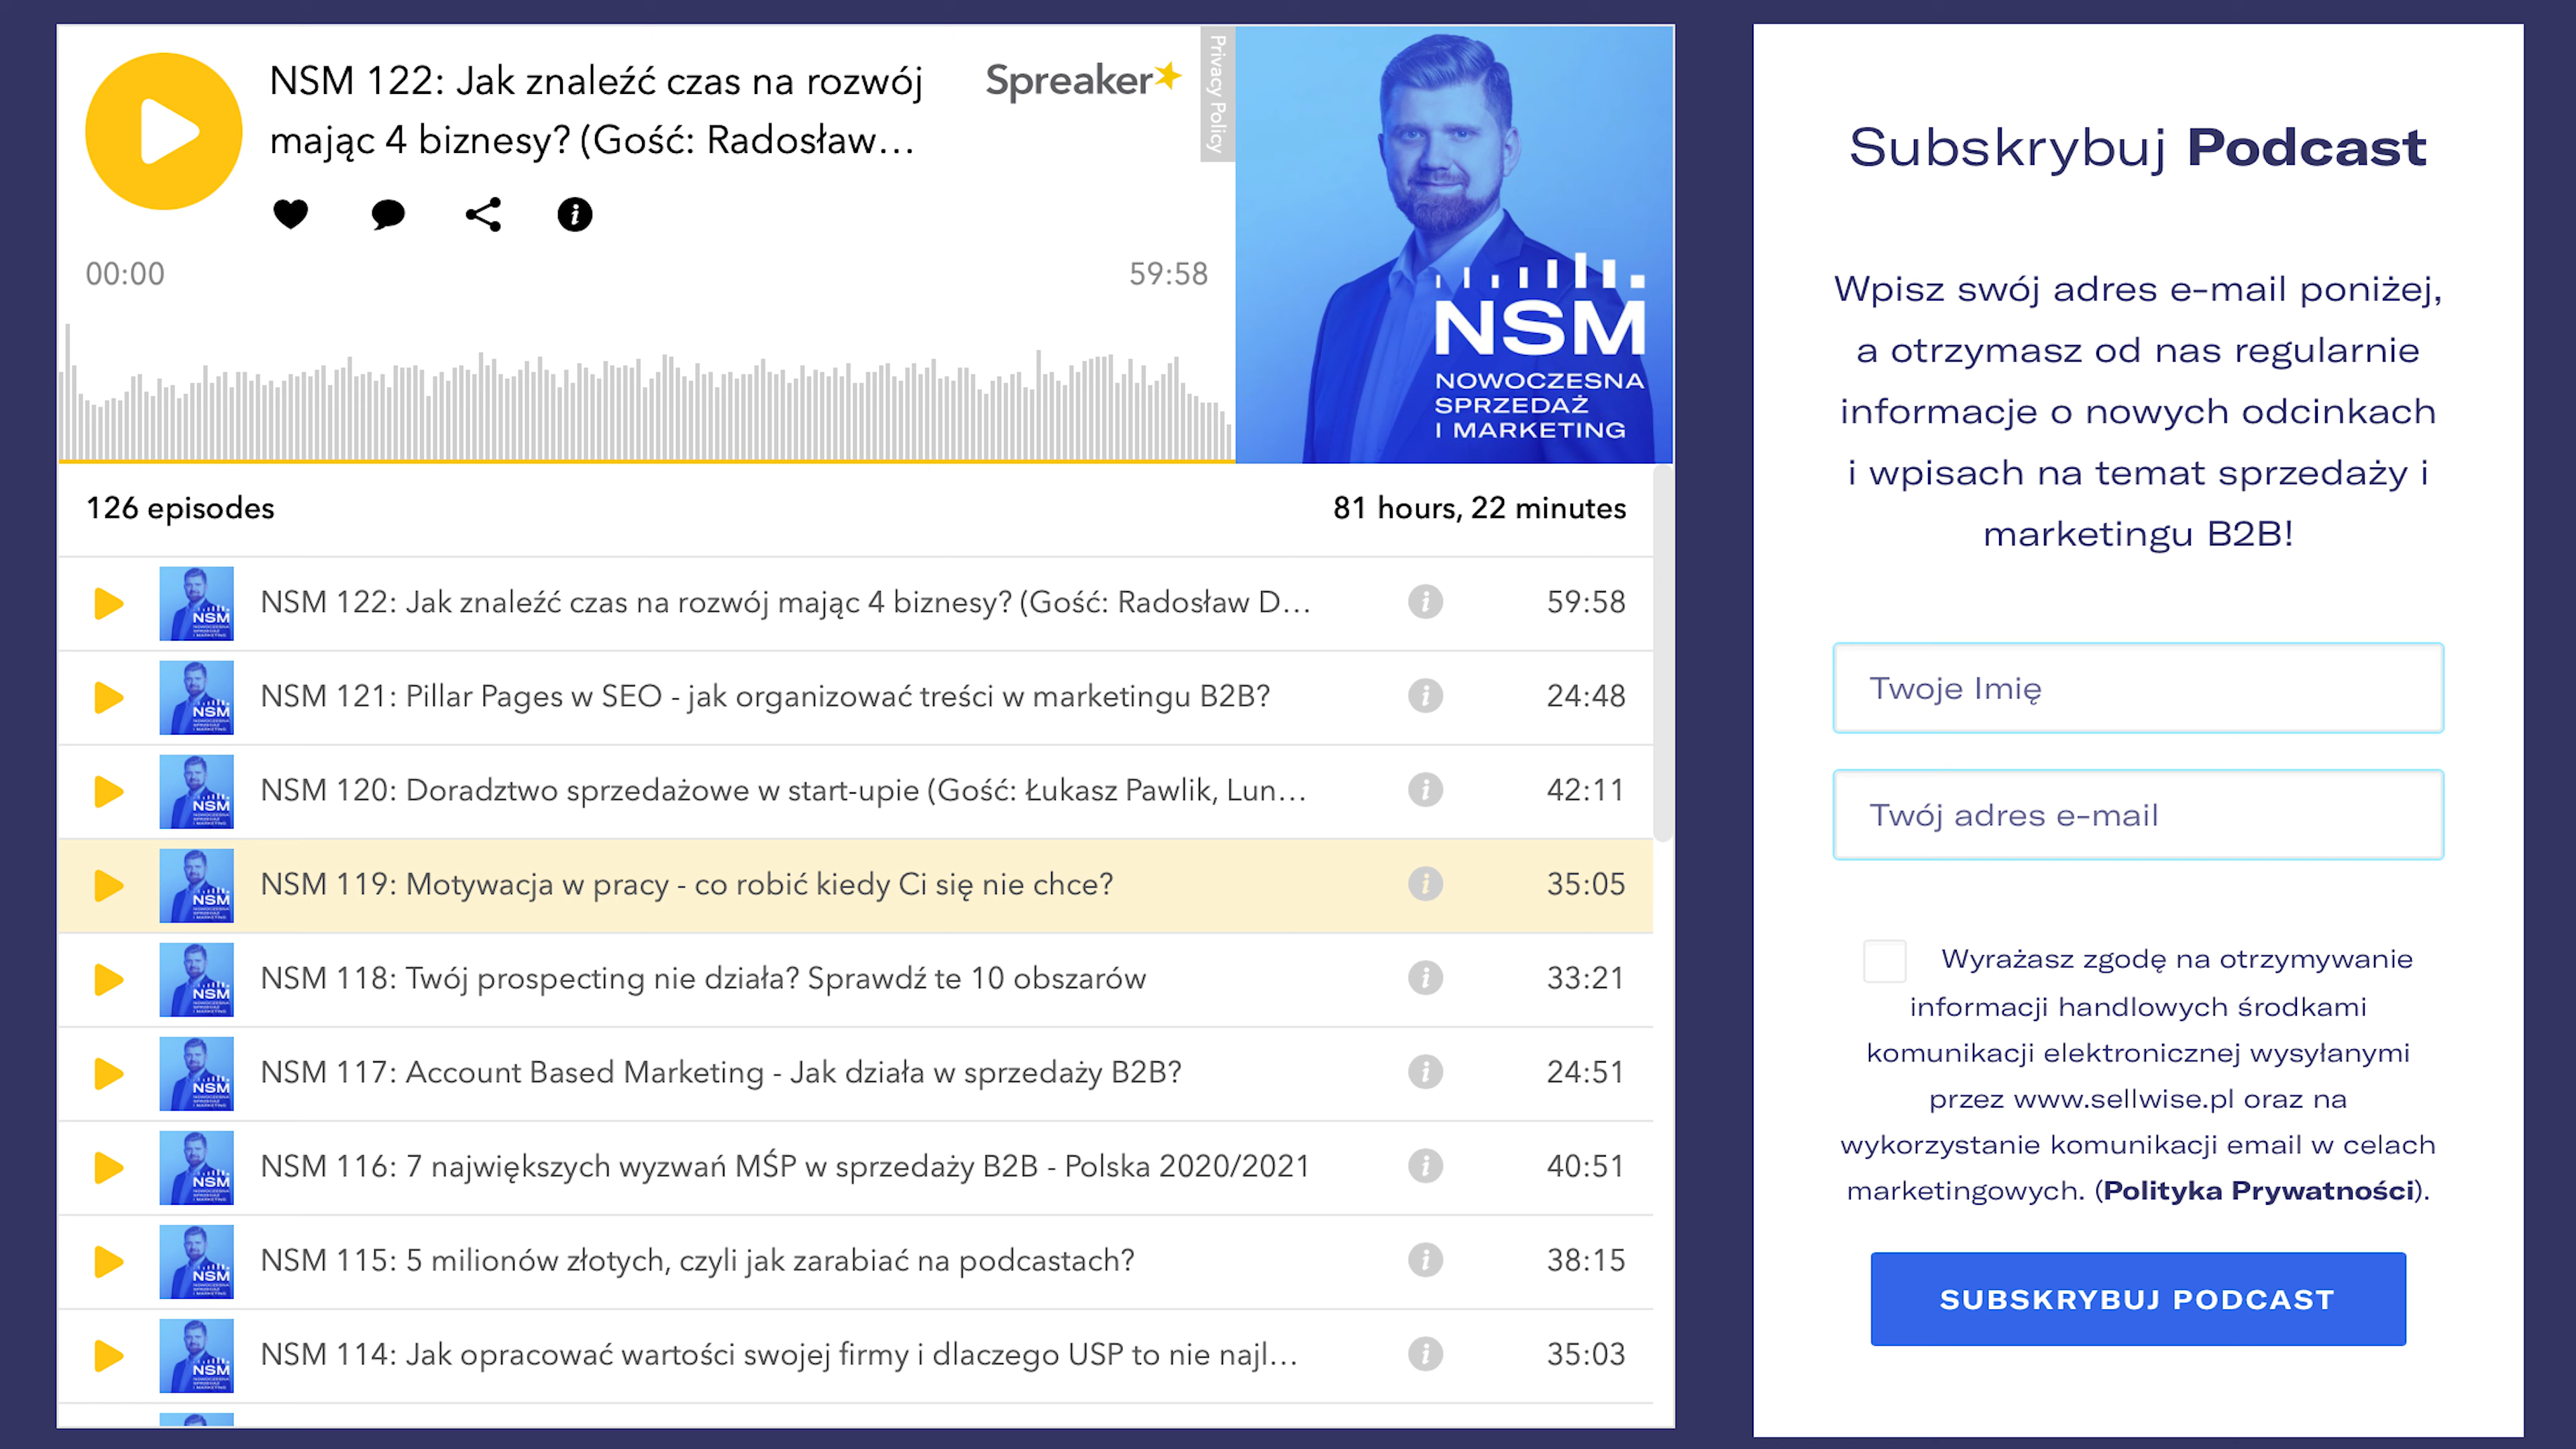 NSM 122: Jak znaleźć czas na rozwój
mając 4 biznesy? (Gość: Radosław...
Spreaker
Privacy Policy
00:00
59:58
NSM
NOWOCZESNA
SPRZEDAŻ
I MARKETING
126 episodes
81 hours, 22 minutes
NSM 122: Jak znaleźć czas na rozwój mając 4 biznesy? (Gość: Radosław D... 59:58
NSM 121: Pillar Pages w SEO - jak organizować treści w marketingu B2B? 24:48
NSM 120: Doradztwo sprzedażowe w start-upie (Gość: Łukasz Pawlik, Lun... 42:11
NSM 119: Motywacja w pracy - co robić kiedy Ci się nie chce? 35:05
NSM 118: Twój prospecting nie działa? Sprawdź te 10 obszarów 33:21
NSM 117: Account Based Marketing - Jak działa w sprzedaży B2B? 24:51
NSM 116: 7 największych wyzwań MŚP w sprzedaży B2B - Polska 2020/2021 40:51
NSM 115: 5 milionów złotych, czyli jak zarabiać na podcastach? 38:15
NSM 114: Jak opracować wartości swojej firmy i dlaczego USP to nie najl... 35:03
Subskrybuj Podcast
Wpisz swój adres e-mail poniżej,
a otrzymasz od nas regularnie
informacje o nowych odcinkach
i wpisach na temat sprzedaży i
marketingu B2B!
Twoje Imię
Twój adres e-mail
Wyrażasz zgodę na otrzymywanie
informacji handlowych środkami
komunikacji elektronicznej wysyłanymi
przez www.sellwise.pl oraz na
wykorzystanie komunikacji email w celach
marketingowych. (Polityka Prywatności).
SUBSKRYBUJ PODCAST